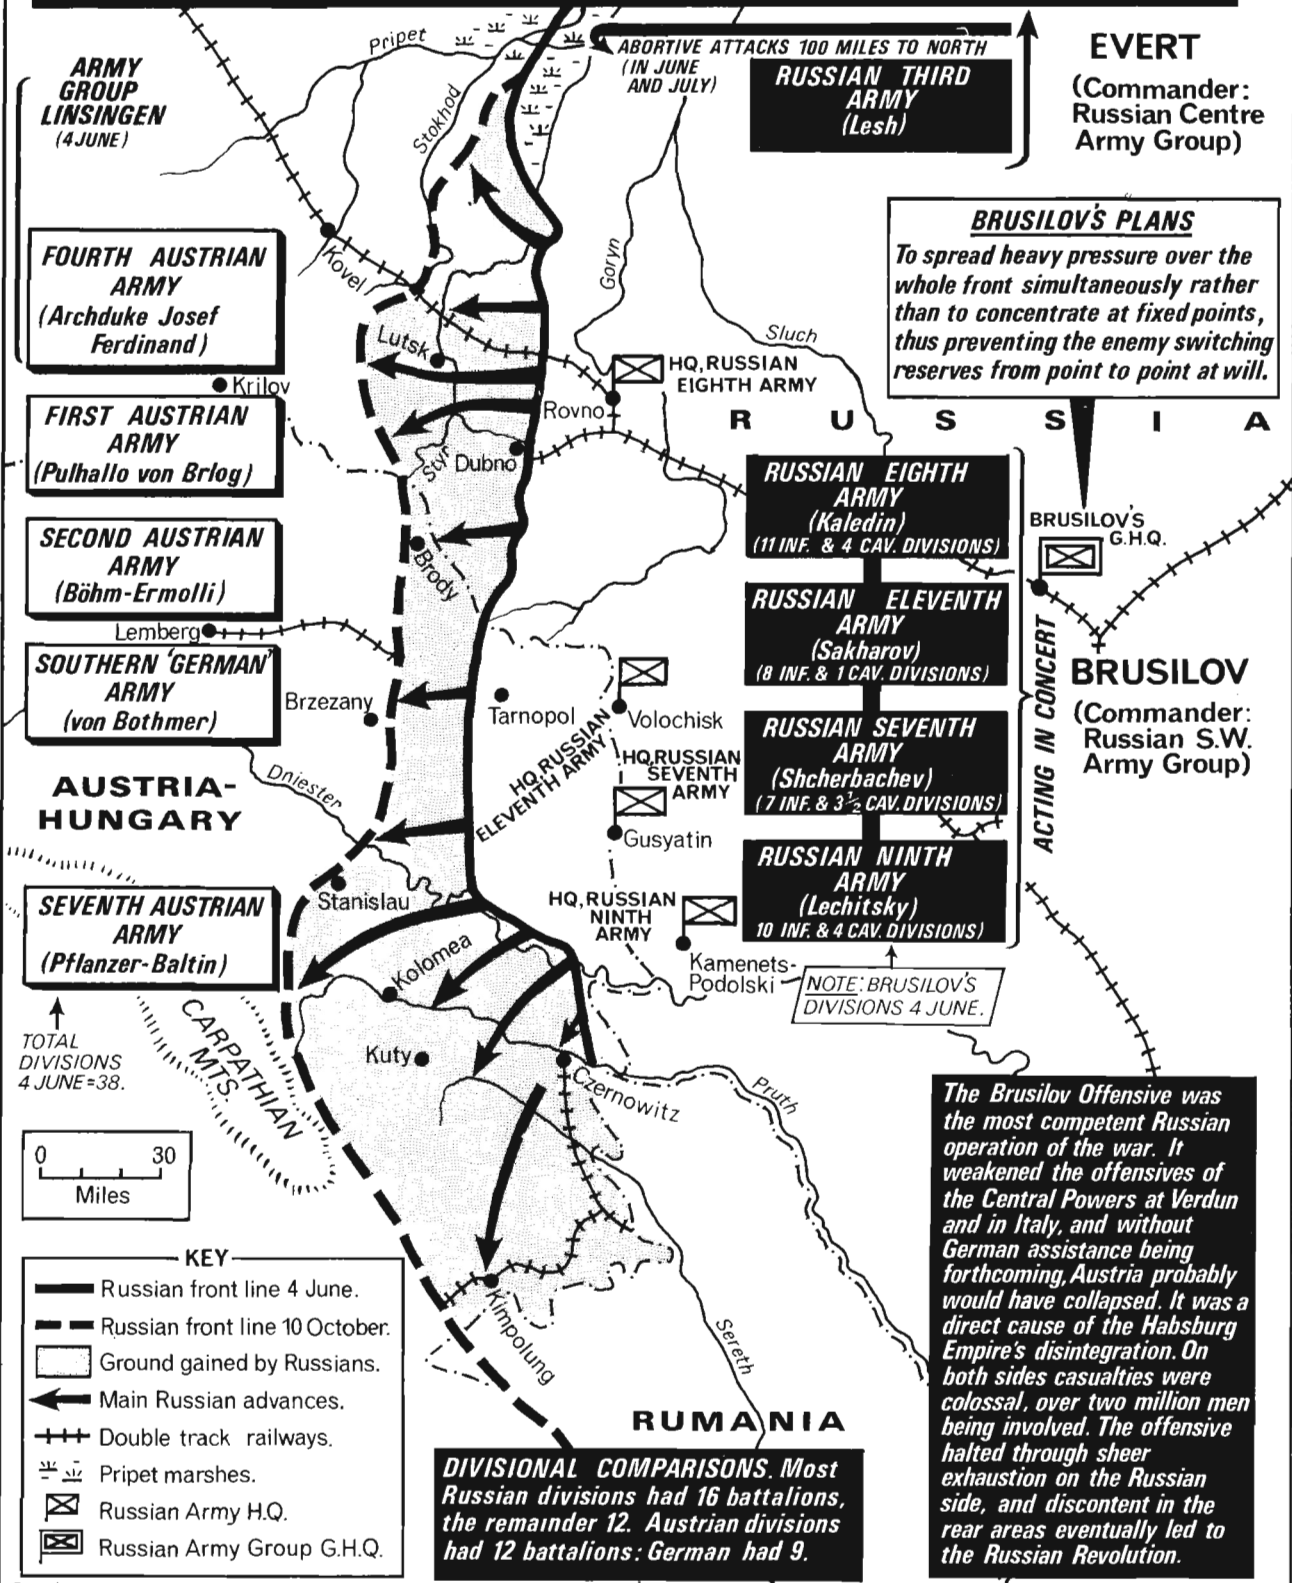 Pripet
ABORTIVE ATTACKS 100 MILES TO NORTH
(IN JUNE
AND JULY)
RUSSIAN THIRD
ARMY
(Lesh)
EVERT
(Commander:
Russian Centre
Army Group)
ARMY
GROUP
LINSINGEN
(4 JUNE)
Stokhod
Goryn
Sluch
Kovel
FOURTH AUSTRIAN
ARMY
(Archduke Josef
Ferdinand)
BRUSILOV'S PLANS
To spread heavy pressure over the
whole front simultaneously rather
than to concentrate at fixed points,
thus preventing the enemy switching
reserves from point to point at will.
Lutsk
Krilov
HQ, RUSSIAN
EIGHTH ARMY
Rovno
RUSSIA
FIRST AUSTRIAN
ARMY
(Pulhallo von Brlog)
Styr
Dubno
RUSSIAN EIGHTH
ARMY
(Kaledin)
(11 INF. & 4 CAV. DIVISIONS)
BRUSILOV'S
G.H.Q.
SECOND AUSTRIAN
ARMY
(Böhm-Ermolli)
Brody
RUSSIAN ELEVENTH
ARMY
(Sakharov)
(8 INF. & 1 CAV. DIVISIONS)
Lemberg
SOUTHERN 'GERMAN'
ARMY
(von Bothmer)
Brzezany
Tarnopol
Volochisk
HQ, RUSSIAN
ELEVENTH ARMY
HQ, RUSSIAN
SEVENTH
ARMY
RUSSIAN SEVENTH
ARMY
(Shcherbachev)
(7 INF. & 3½ CAV. DIVISIONS)
ACTING IN CONCERT
BRUSILOV
(Commander:
Russian S.W.
Army Group)
AUSTRIA-
HUNGARY
Dniester
Gusyatin
RUSSIAN NINTH
ARMY
(Lechitsky)
10 INF. & 4 CAV. DIVISIONS)
Stanislau
HQ, RUSSIAN
NINTH
ARMY
SEVENTH AUSTRIAN
ARMY
(Pflanzer-Baltin)
Kolomea
Kamenets-
Podolski
NOTE: BRUSILOV'S
DIVISIONS 4 JUNE.
TOTAL
DIVISIONS
4 JUNE=38.
CARPATHIAN
MTS.
Kuty
Czernowitz
Pruth
0 30
Miles
Kimpolung
Sereth
RUMANIA
KEY
Russian front line 4 June.
Russian front line 10 October.
Ground gained by Russians.
Main Russian advances.
Double track railways.
Pripet marshes.
Russian Army H.Q.
Russian Army Group G.H.Q.
DIVISIONAL COMPARISONS. Most
Russian divisions had 16 battalions,
the remainder 12. Austrian divisions
had 12 battalions: German had 9.
The Brusilov Offensive was
the most competent Russian
operation of the war. It
weakened the offensives of
the Central Powers at Verdun
and in Italy, and without
German assistance being
forthcoming, Austria probably
would have collapsed. It was a
direct cause of the Habsburg
Empire's disintegration. On
both sides casualties were
colossal, over two million men
being involved. The offensive
halted through sheer
exhaustion on the Russian
side, and discontent in the
rear areas eventually led to
the Russian Revolution.